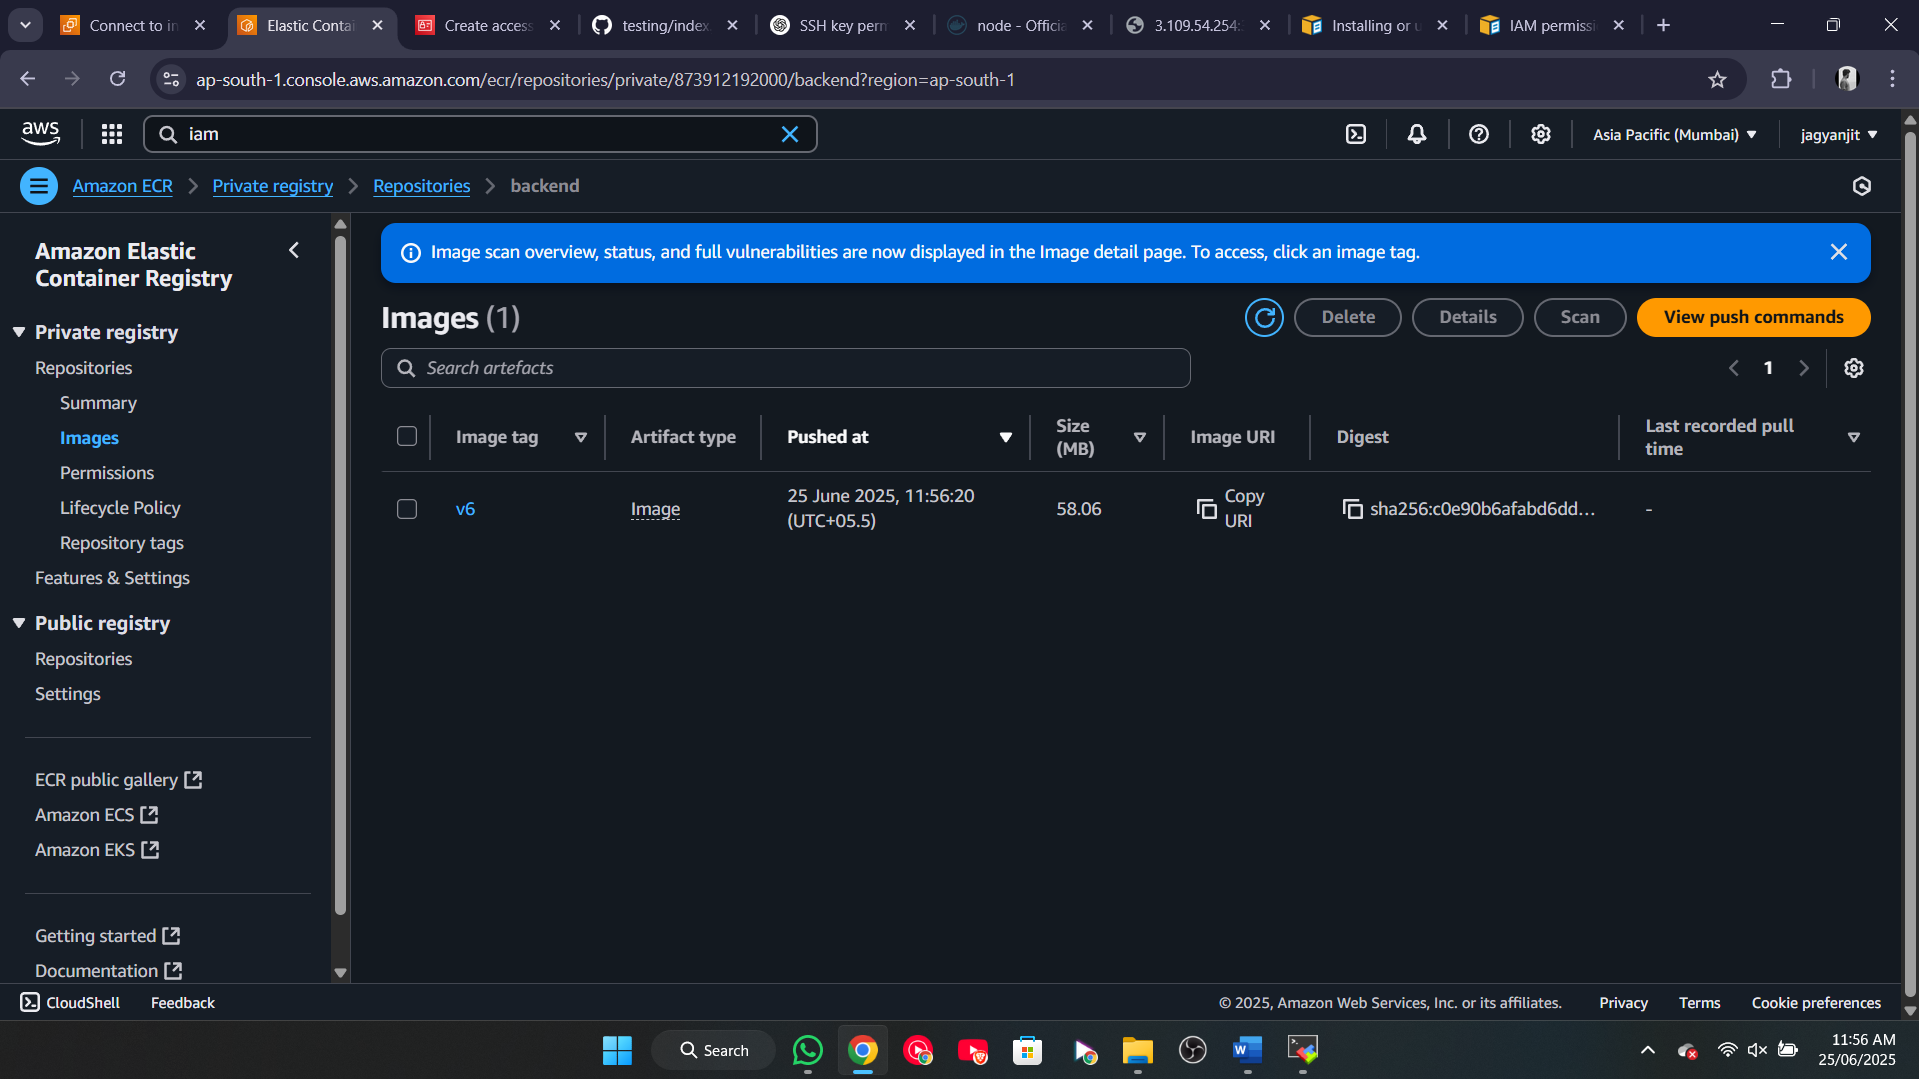 Connect to in
Elastic Contai
Create access
testing/index.
SSH key perm
node - Officia
3.109.54.254:
Installing or u
IAM permissi
ap-south-1.console.aws.amazon.com/ecr/repositories/private/873912192000/backend?region=ap-south-1
aws
iam
Asia Pacific (Mumbai)
jagyanjit
Amazon ECR
Private registry
Repositories
backend
Amazon Elastic
Container Registry
Private registry
Repositories
Summary
Images
Permissions
Lifecycle Policy
Repository tags
Features & Settings
Public registry
Repositories
Settings
ECR public gallery
Amazon ECS
Amazon EKS
Getting started
Documentation
Image scan overview, status, and full vulnerabilities are now displayed in the Image detail page. To access, click an image tag.
Images (1)
Delete
Details
Scan
View push commands
Search artefacts
1
Image tag
Artifact type
Pushed at
Size
(MB)
Image URI
Digest
Last recorded pull
time
v6
Image
25 June 2025, 11:56:20
(UTC+05.5)
58.06
Copy
URI
sha256:c0e90b6afabd6dd...
-
CloudShell
Feedback
© 2025, Amazon Web Services, Inc. or its affiliates.
Privacy
Terms
Cookie preferences
Search
11:56 AM
25/06/2025